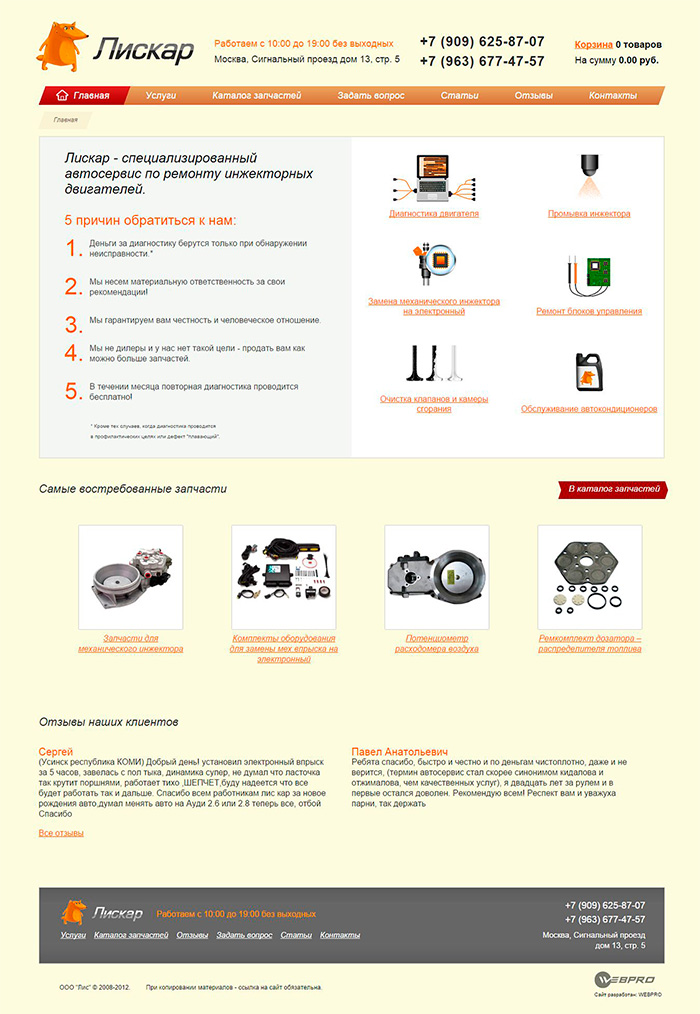 Лискар
Работаем с 10:00 до 19:00 без выходных
Москва, Сигнальный проезд дом 13, стр. 5
+7 (909) 625-87-07
+7 (963) 677-47-57
Корзина 0 товаров
На сумму 0.00 руб.
Главная Услуги Каталог запчастей Задать вопрос Статьи Отзывы Контакты
Главная
Лискар - специализированный
автосервис по ремонту инжекторных
двигателей.
5 причин обратиться к нам:
1. Деньги за диагностику берутся только при обнаружении
неисправности.*
2. Мы несем материальную ответственность за свои
рекомендации!
3. Мы гарантируем вам честность и человеческое отношение.
4. Мы не дилеры и у нас нет такой цели - продать вам как
можно больше запчастей.
5. В течении месяца повторная диагностика проводится
бесплатно!
* Кроме тех случаев, когда диагностика проводится
в профилактических целях или дефект "плавающий".
Диагностика двигателя
Промывка инжектора
Замена механического инжектора
на электронный
Ремонт блоков управления
Очистка клапанов и камеры
сгорания
Обслуживание автокондиционеров
Самые востребованные запчасти
В каталог запчастей
Запчасти для
механического инжектора
Комплекты оборудования
для замены мех впрыска на
электронный
Потенциометр
расходомера воздуха
Ремкомплект дозатора –
распределителя топлива
Отзывы наших клиентов
Сергей
(Усинск республика КОМИ) Добрый день! установил электронный впрыск
за 5 часов, завелась с пол тыка, динамика супер, не думал что ласточка
так крутит поршнями, работает тихо ,ШЕПЧЕТ,буду надеется что все
будет работать так и дальше. Спасибо всем работникам лис кар за новое
рождения авто,думал менять авто на Ауди 2.6 или 2.8 теперь все, отбой
Спасибо
Павел Анатольевич
Ребята спасибо, быстро и честно и по деньгам чистоплотно, даже и не
верится, (термин автосервис стал скорее синонимом кидалова и
отжималова, чем качественных услуг), я двадцать лет за рулем и в
первые остался доволен. Рекомендую всем! Респект вам и уважуха
парни, так держать
Все отзывы
Лискар
Работаем с 10:00 до 19:00 без выходных
Услуги Каталог запчастей Отзывы Задать вопрос Статьи Контакты
+7 (909) 625-87-07
+7 (963) 677-47-57
Москва, Сигнальный проезд
дом 13, стр. 5
ООО "Лис" © 2008-2012. При копировании материалов - ссылка на сайт обязательна
WEBPRO
Сайт разработан: WEBPRO